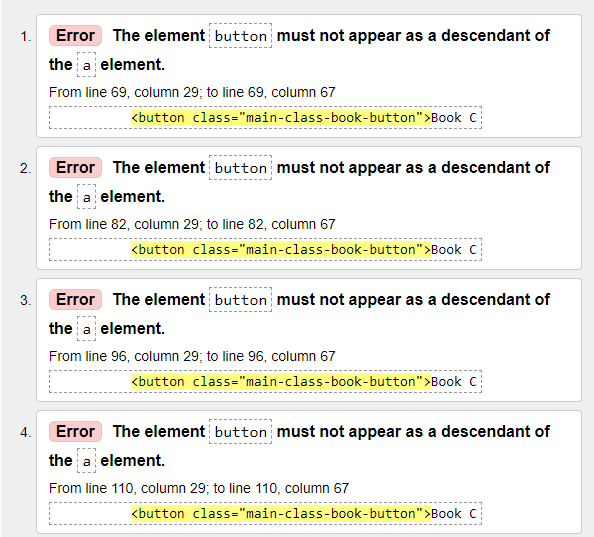 1. Error The element button must not appear as a descendant of
the a element.
From line 69, column 29; to line 69, column 67
<button class="main-class-book-button">Book C
2. Error The element button must not appear as a descendant of
the a element.
From line 82, column 29; to line 82, column 67
<button class="main-class-book-button">Book C
3. Error The element button must not appear as a descendant of
the a element.
From line 96, column 29; to line 96, column 67
<button class="main-class-book-button">Book C
4. Error The element button must not appear as a descendant of
the a element.
From line 110, column 29; to line 110, column 67
<button class="main-class-book-button">Book C